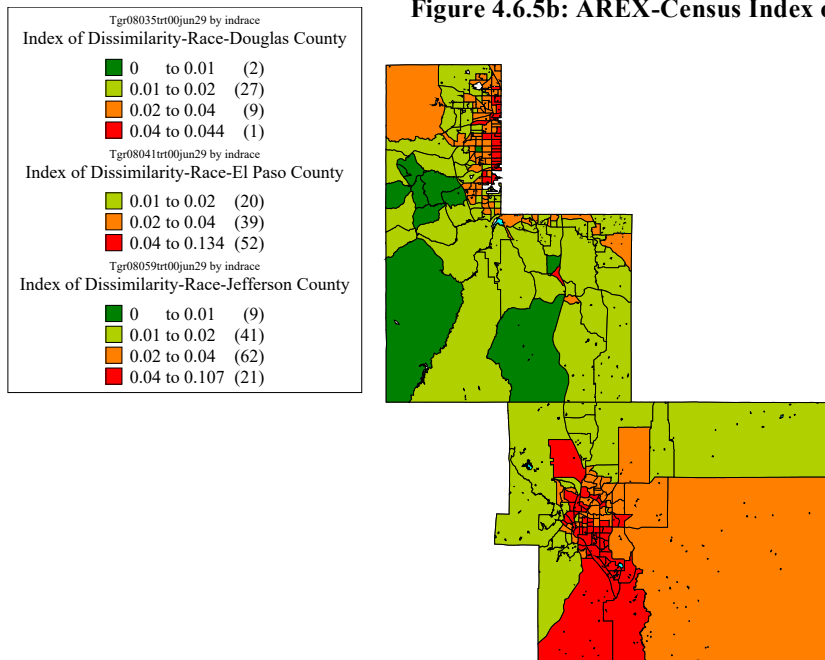 Figure 4.6.5b: AREX-Census Index o
Tgr08035trt00jun29 by indrace
Index of Dissimilarity-Race-Douglas County
0 to 0.01 (2)
0.01 to 0.02 (27)
0.02 to 0.04 (9)
0.04 to 0.044 (1)
Tgr08041trt00jun29 by indrace
Index of Dissimilarity-Race-El Paso County
0.01 to 0.02 (20)
0.02 to 0.04 (39)
0.04 to 0.134 (52)
Tgr08059trt00jun29 by indrace
Index of Dissimilarity-Race-Jefferson County
0 to 0.01 (9)
0.01 to 0.02 (41)
0.02 to 0.04 (62)
0.04 to 0.107 (21)